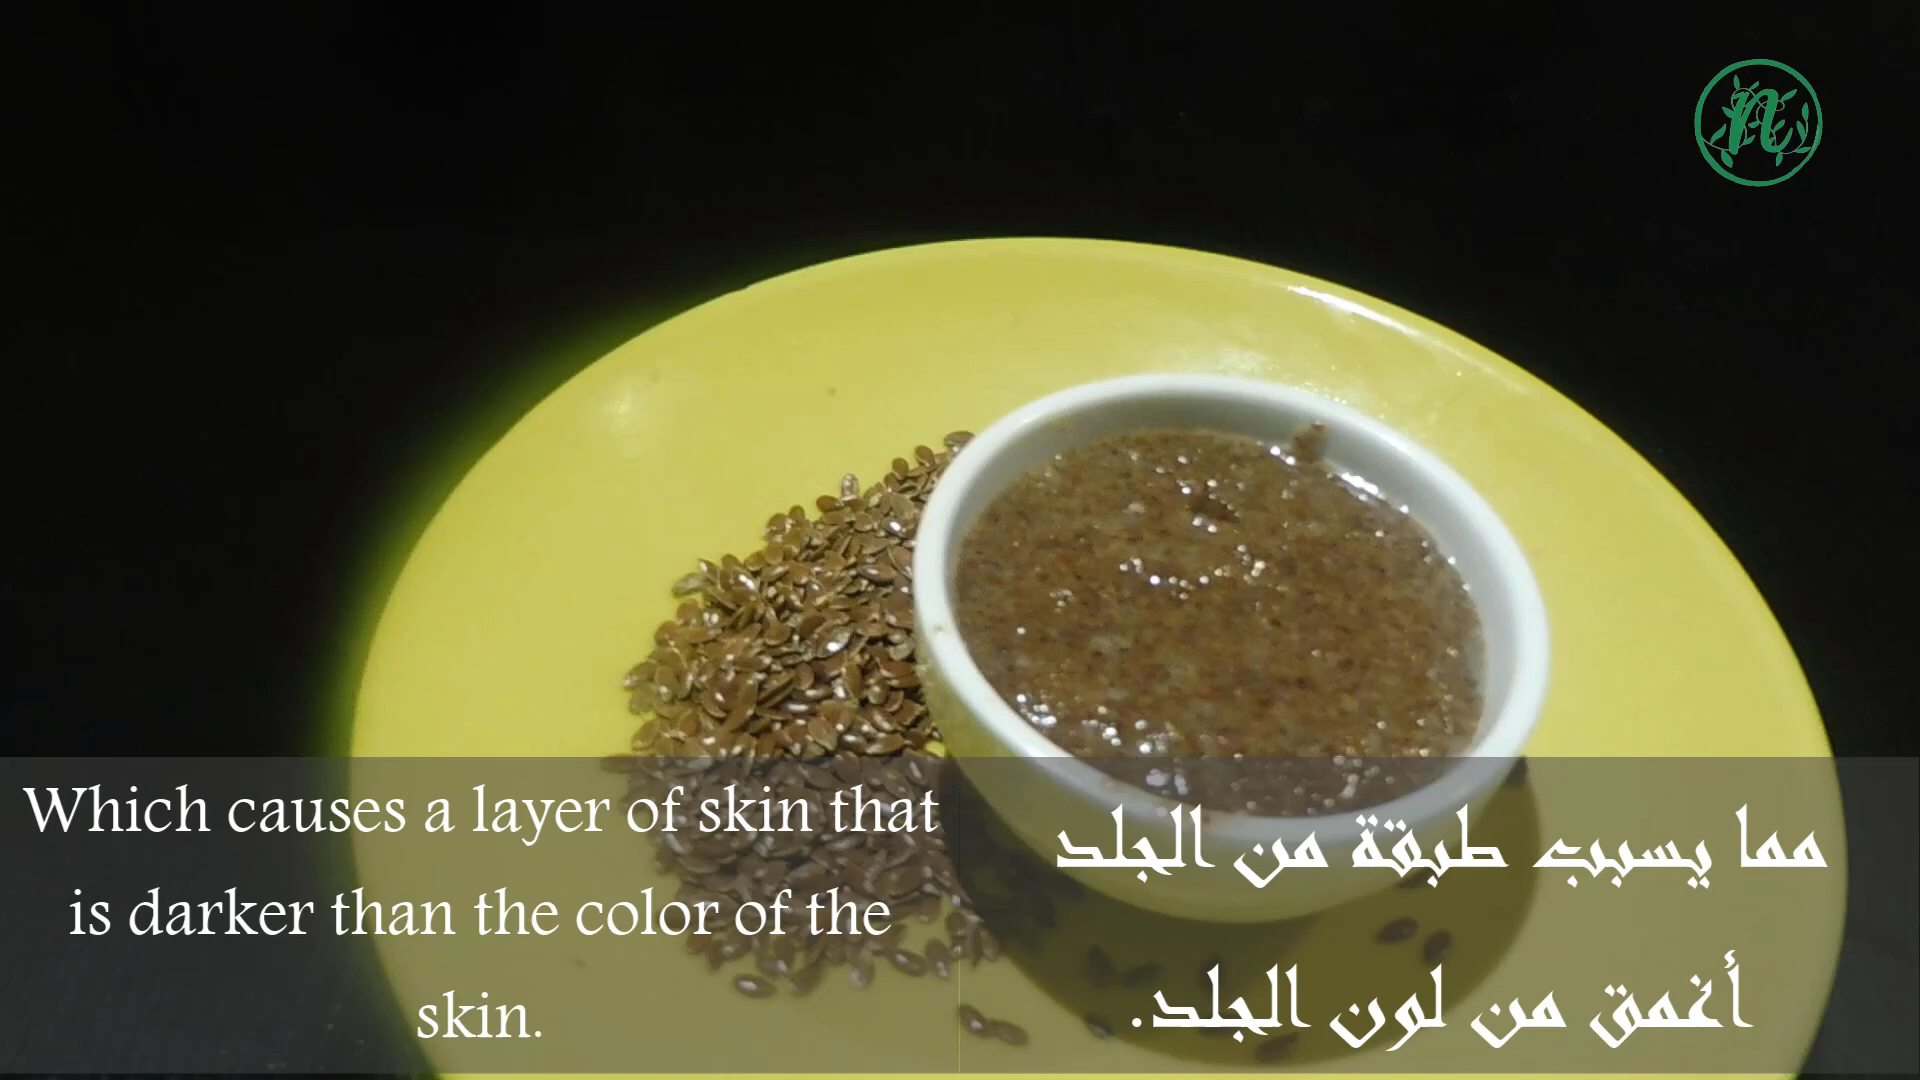 n
Which causes a layer of skin that
is darker than the color of the
skin.
مما يسبب طبقة من الجلد
أغمق من لون الجلد.